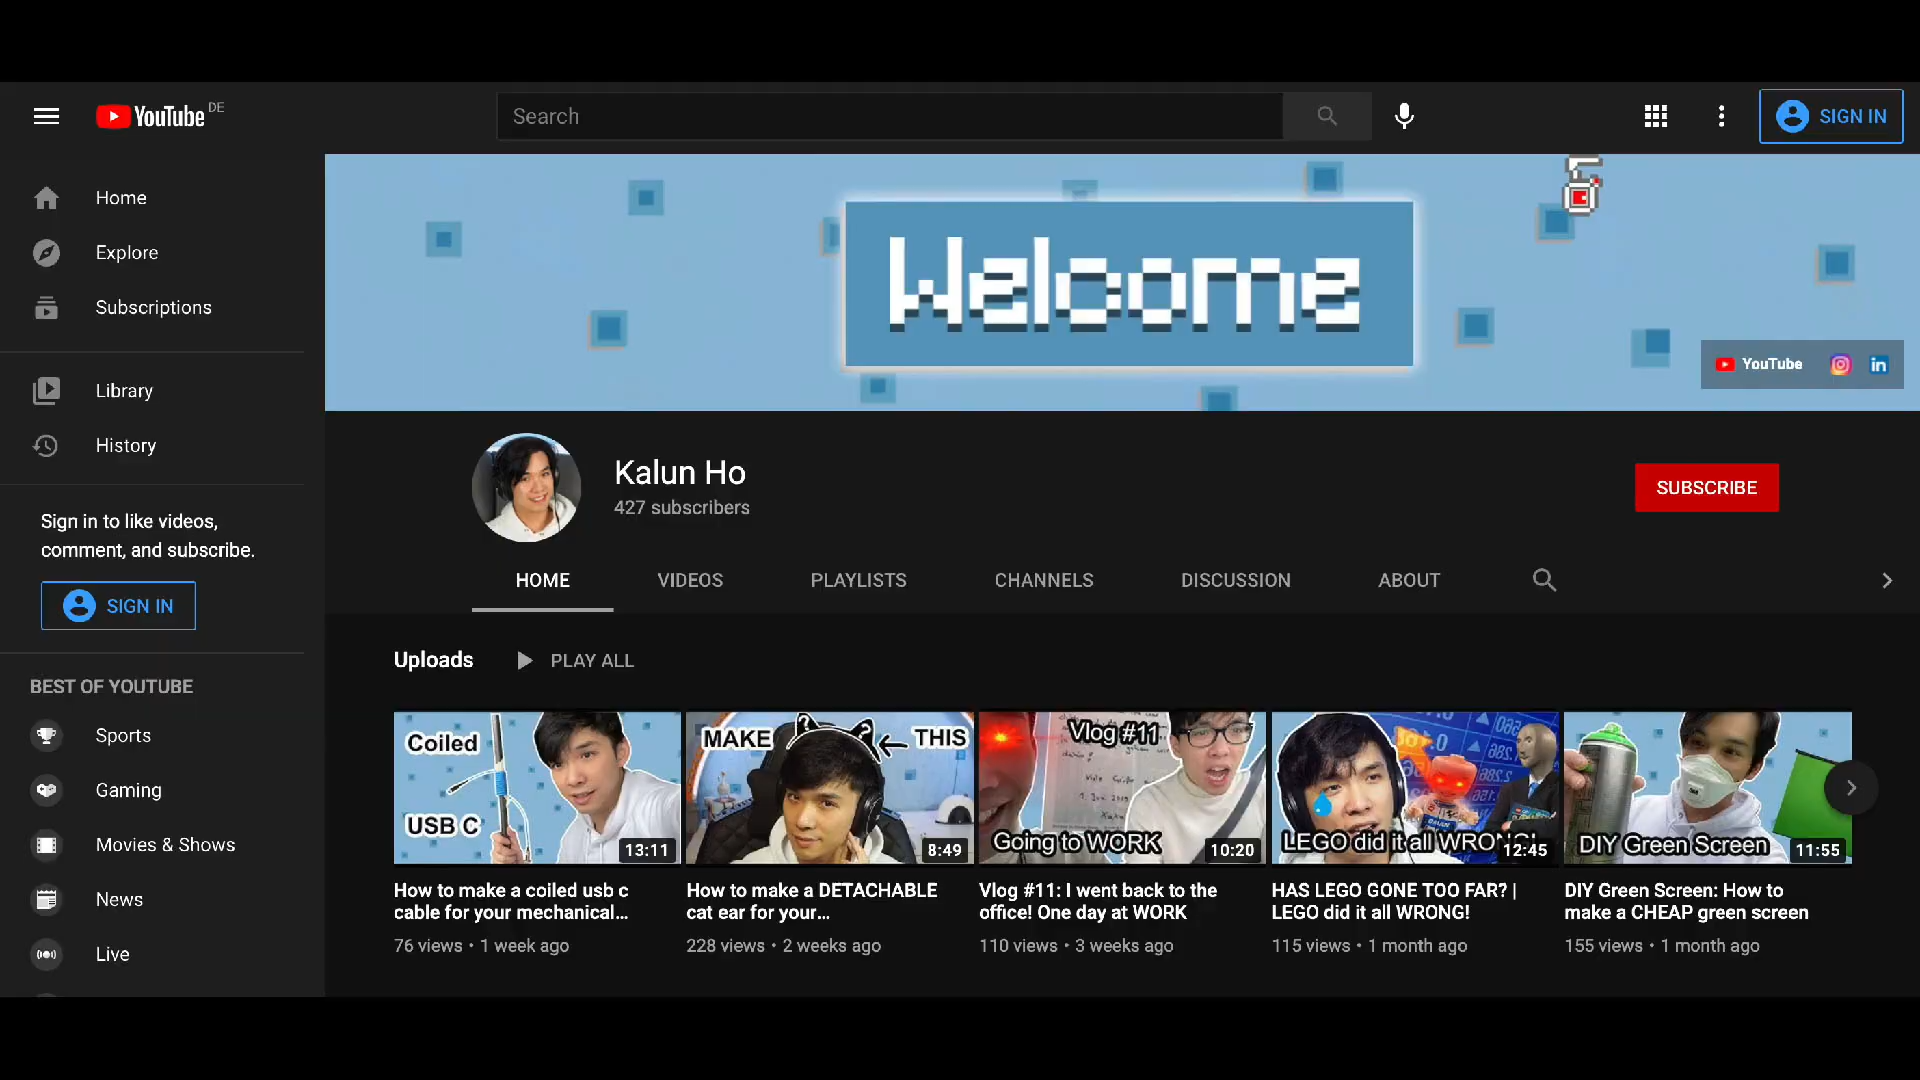 YouTube DE
Search
SIGN IN
Home
Explore
Subscriptions
Library
History
Sign in to like videos,
comment, and subscribe.
SIGN IN
BEST OF YOUTUBE
Sports
Gaming
Movies & Shows
News
Live
Welcome
YouTube
in
Kalun Ho
427 subscribers
SUBSCRIBE
HOME
VIDEOS
PLAYLISTS
CHANNELS
DISCUSSION
ABOUT
Uploads
PLAY ALL
Coiled
USB C
13:11
How to make a coiled usb c
cable for your mechanical...
76 views • 1 week ago
MAKE THIS
8:49
How to make a DETACHABLE
cat ear for your...
228 views • 2 weeks ago
Vlog #11
Going to WORK
10:20
Vlog #11: I went back to the
office! One day at WORK
110 views • 3 weeks ago
LEGO did it all WRONG!
12:45
HAS LEGO GONE TOO FAR? |
LEGO did it all WRONG!
115 views • 1 month ago
DIY Green Screen
11:55
DIY Green Screen: How to
make a CHEAP green screen
155 views • 1 month ago